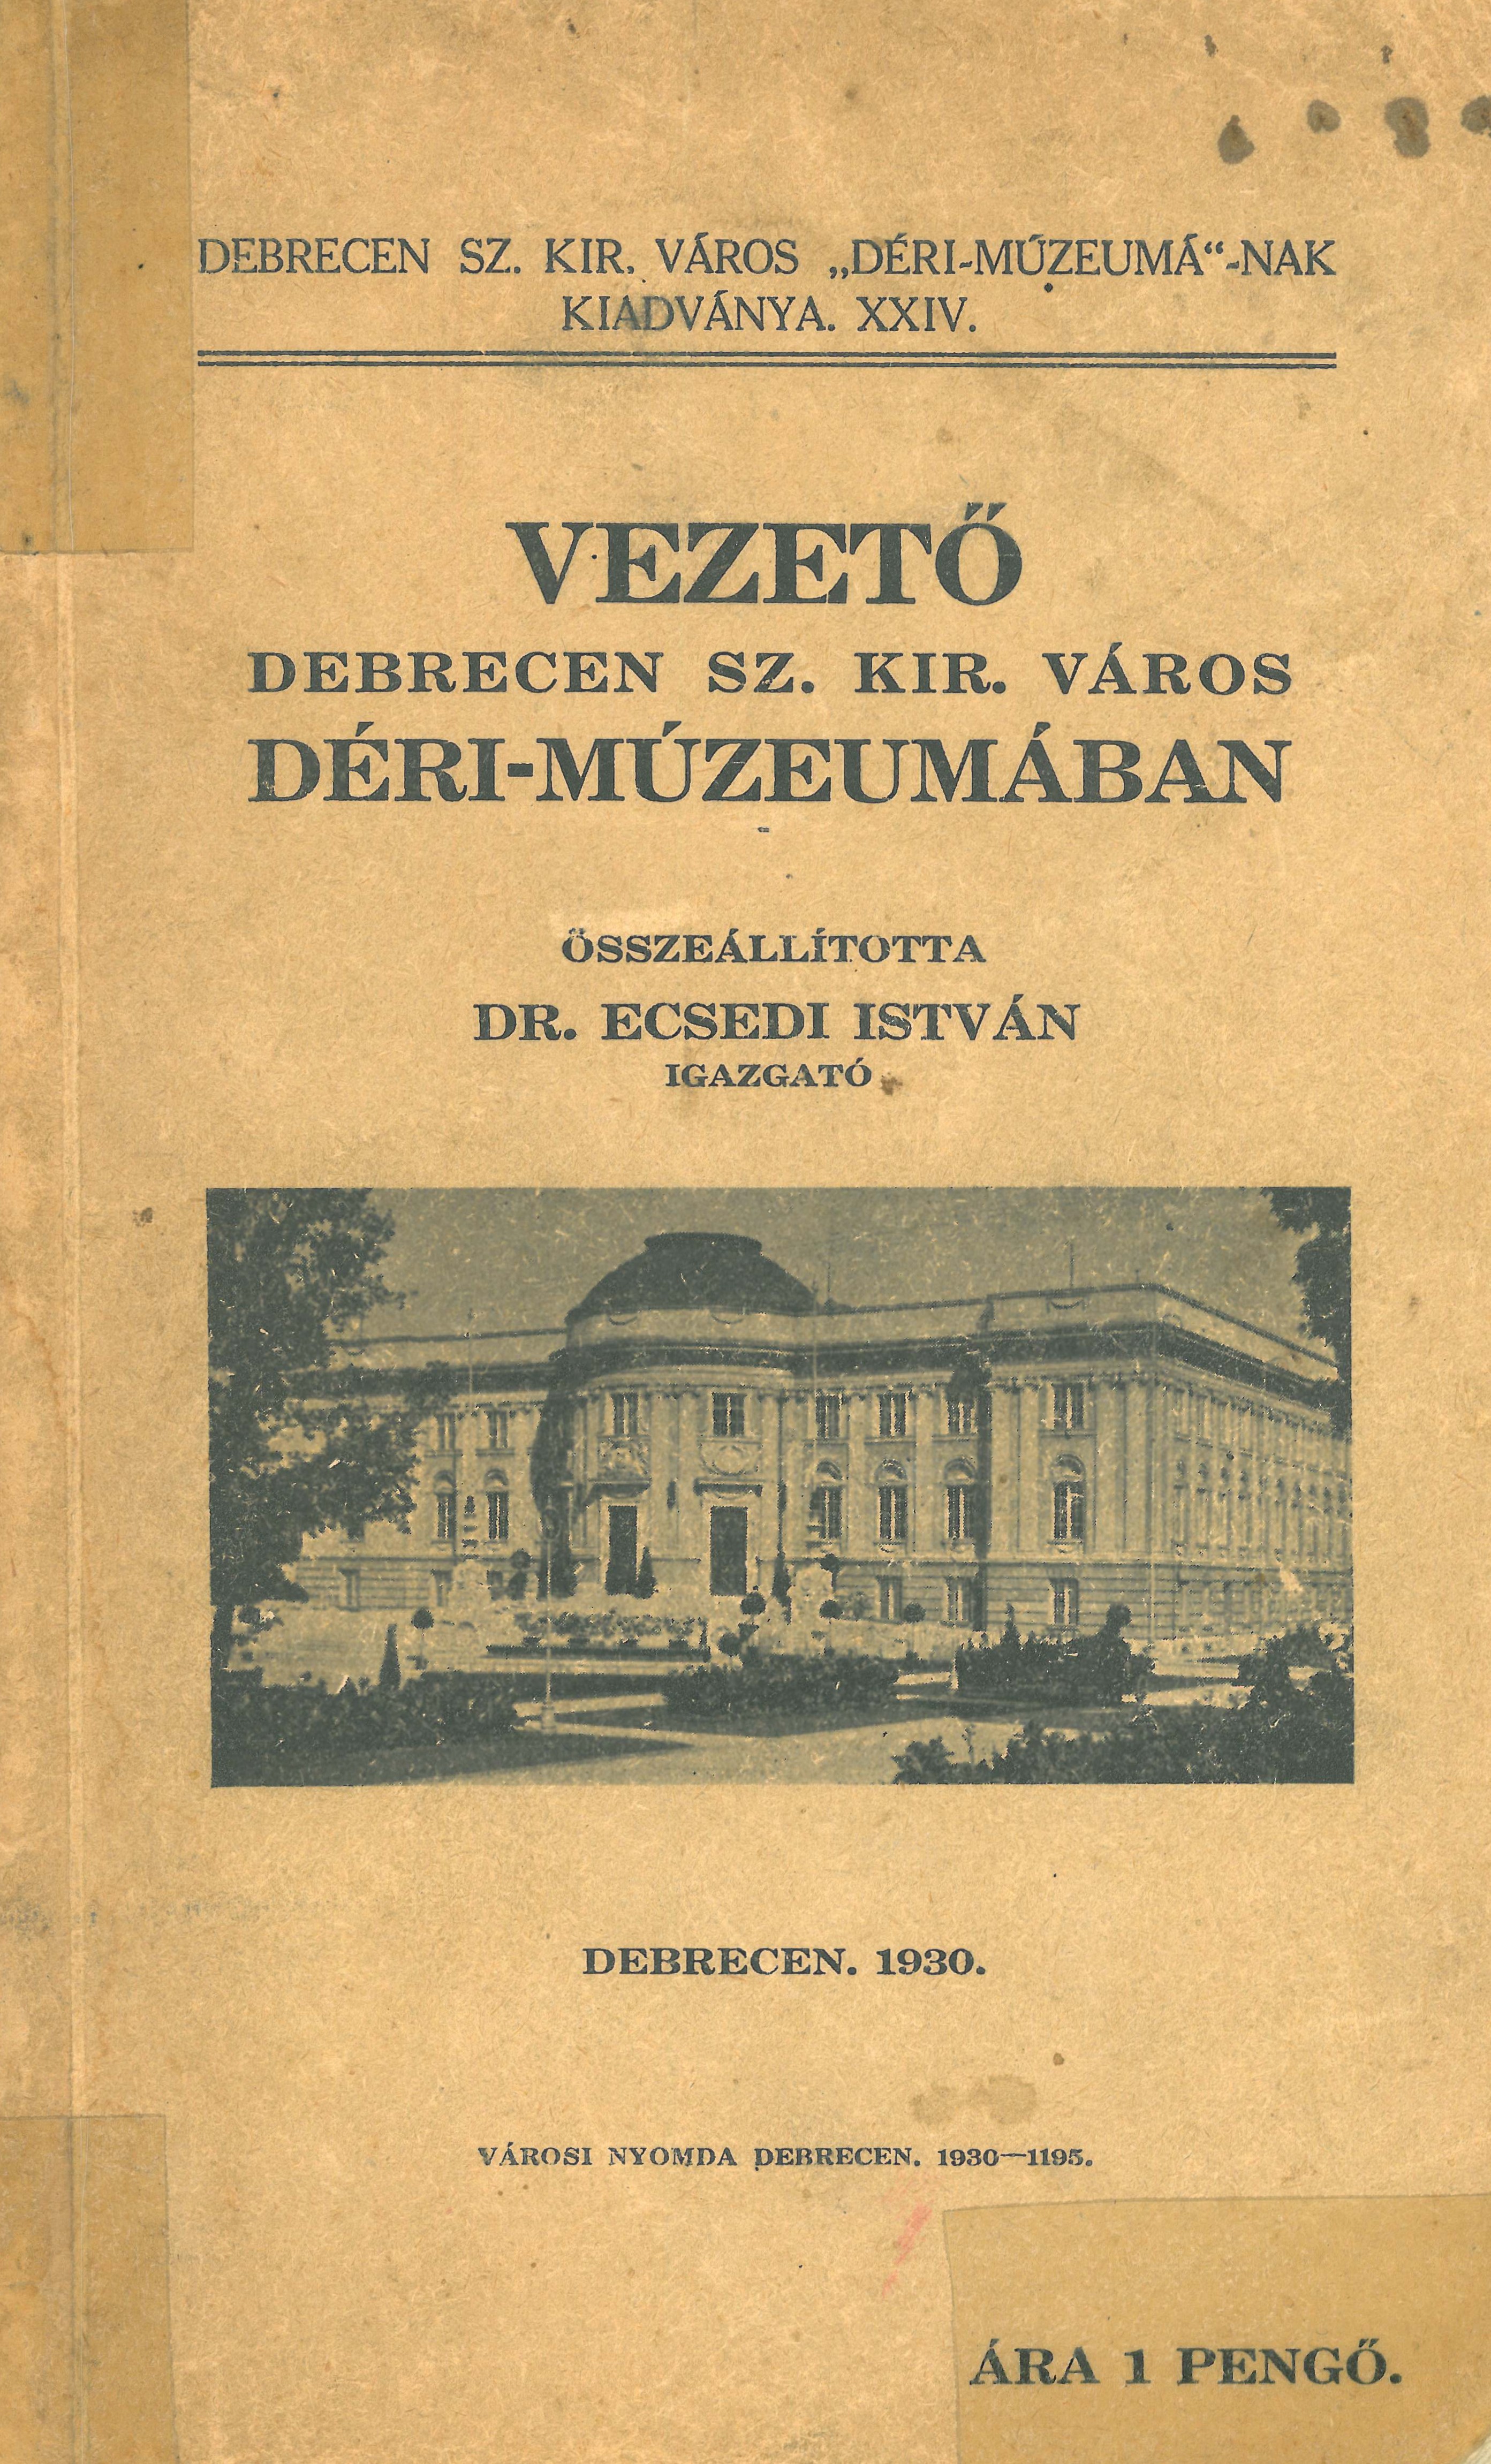 DEBRECEN SZ. KIR. VÁROS „DÉRI-MÚZEUMÁ“-NAK
KIADVÁNYA. XXIV.
VEZETŐ
DEBRECEN SZ. KIR. VÁROS
DÉRI-MÚZEUMÁBAN
ÖSSZEÁLLÍTOTTA
DR. ECSEDI ISTVÁN
IGAZGATÓ
DEBRECEN. 1930.
VÁROSI NYOMDA DEBRECEN. 1930—1195.
ÁRA 1 PENGŐ.